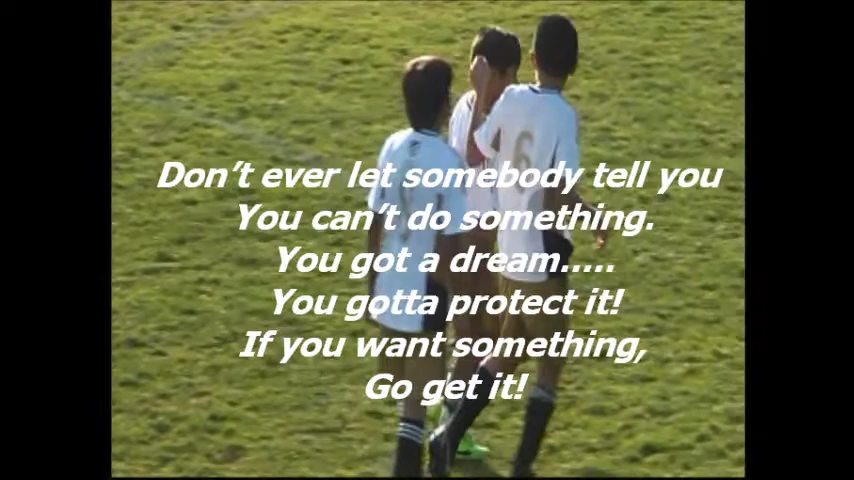 6
Don't ever let somebody tell you
You can't do something.
You got a dream.....
You gotta protect it!
If you want something,
Go get it!